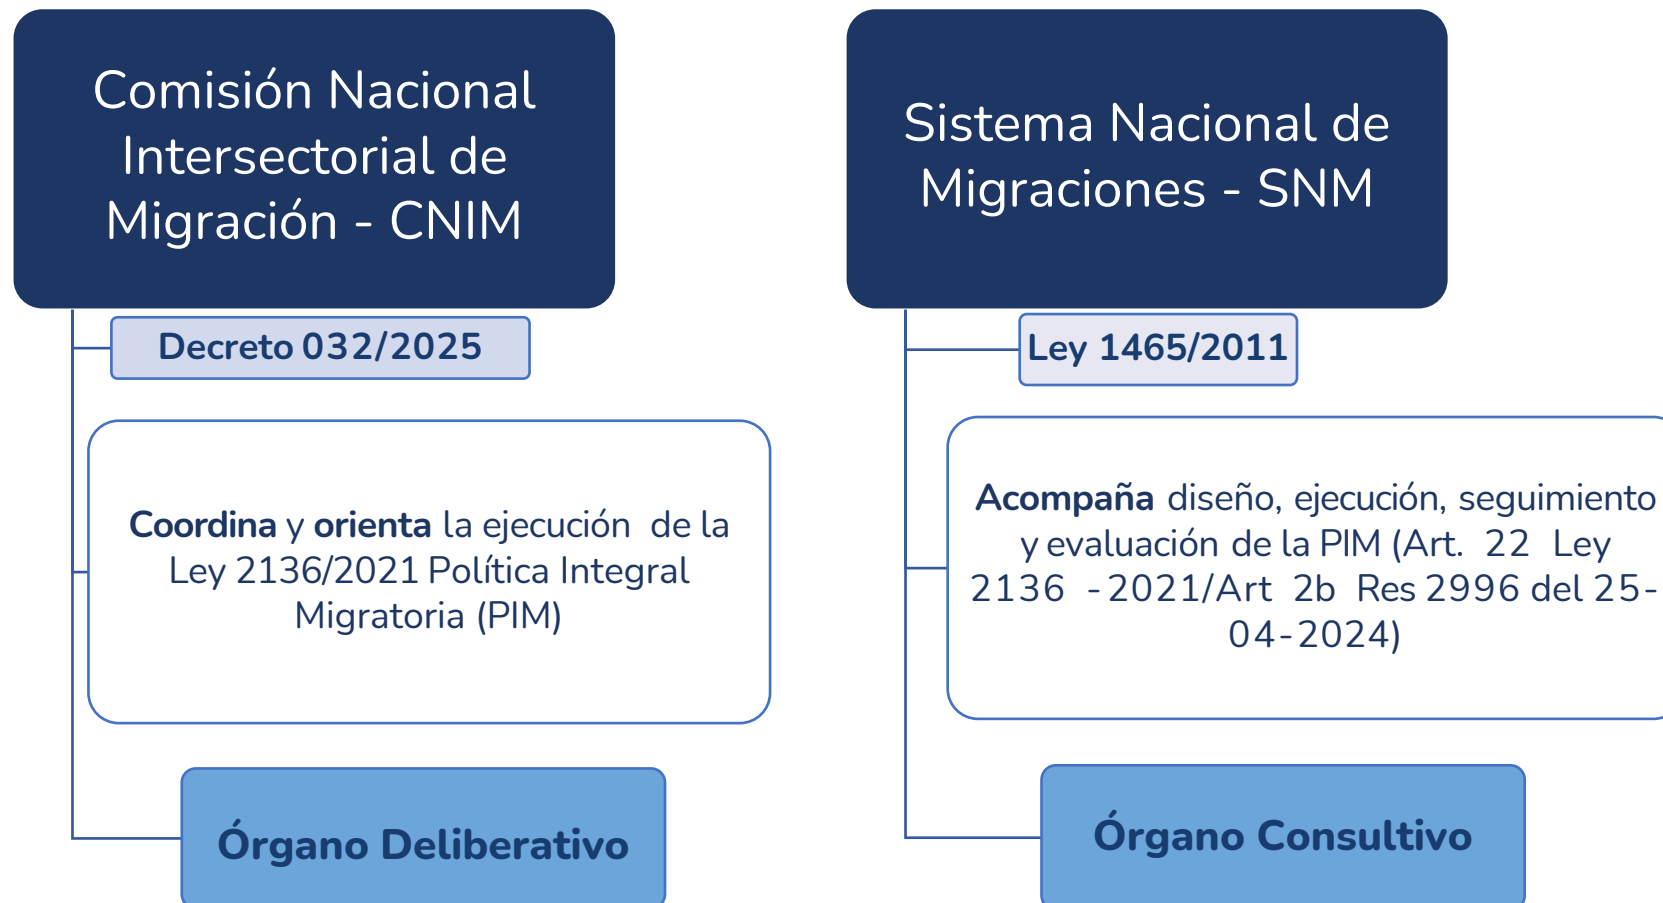 Comisión Nacional
Intersectorial de
Migración - CNIM
Decreto 032/2025
Coordina y orienta la ejecución de la
Ley 2136/2021 Política Integral
Migratoria (PIM)
Órgano Deliberativo
Sistema Nacional de
Migraciones - SNM
Ley 1465/2011
Acompaña diseño, ejecución, seguimiento
y evaluación de la PIM (Art. 22 Ley
2136 -2021/Art 2b Res 2996 del 25-
04-2024)
Órgano Consultivo